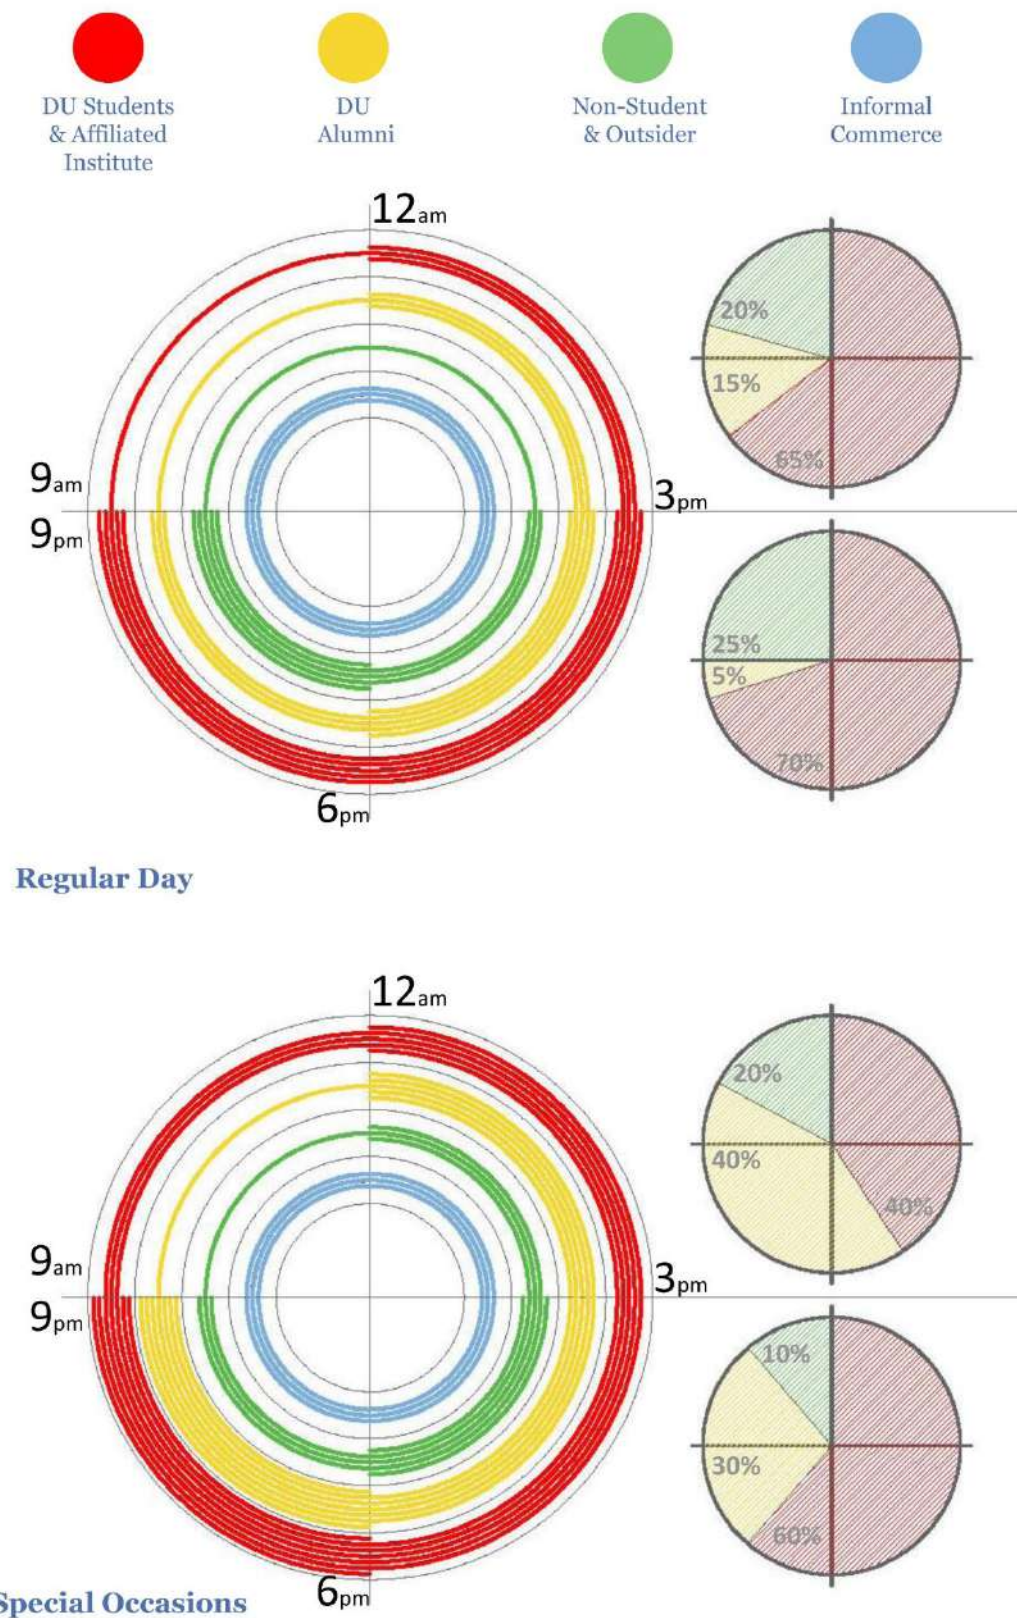 DU Students
& Affiliated
Institute
DU
Alumni
Non-Student
& Outsider
Informal
Commerce
12am
9am
9pm
3pm
6pm
20%
15%
65%
25%
5%
70%
Regular Day
12am
9am
9pm
3pm
6pm
20%
40%
40%
10%
30%
60%
Special Occasions